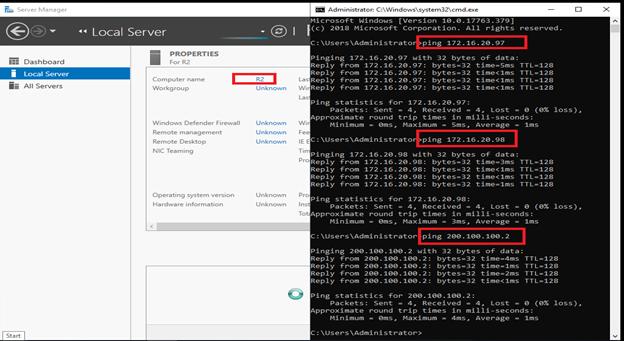 Server Manager
Local Server
Dashboard
Local Server
All Servers
PROPERTIES
For R2
Computer name R2 Las
Workgroup Unknown Win
Las
Windows Defender Firewall Unknown Win
Remote management Unknown Fee
Remote Desktop Unknown IE E
NIC Teaming Tim
Pro
Operating system version Unknown Pro
Hardware information Unknown Inst
Tota
Start
Administrator: C:\Windows\system32\cmd.exe
Microsoft Windows [Version 10.0.17763.379]
(c) 2018 Microsoft Corporation. All rights reserved.
C:\Users\Administrator>ping 172.16.20.97
Pinging 172.16.20.97 with 32 bytes of data:
Reply from 172.16.20.97: bytes=32 time=5ms TTL=128
Reply from 172.16.20.97: bytes=32 time<1ms TTL=128
Reply from 172.16.20.97: bytes=32 time<1ms TTL=128
Reply from 172.16.20.97: bytes=32 time<1ms TTL=128
Ping statistics for 172.16.20.97:
Packets: Sent = 4, Received = 4, Lost = 0 (0% loss),
Approximate round trip times in milli-seconds:
Minimum = 0ms, Maximum = 5ms, Average = 1ms
C:\Users\Administrator>ping 172.16.20.98
Pinging 172.16.20.98 with 32 bytes of data:
Reply from 172.16.20.98: bytes=32 time=3ms TTL=128
Reply from 172.16.20.98: bytes=32 time<1ms TTL=128
Reply from 172.16.20.98: bytes=32 time=1ms TTL=128
Reply from 172.16.20.98: bytes=32 time<1ms TTL=128
Ping statistics for 172.16.20.98:
Packets: Sent = 4, Received = 4, Lost = 0 (0% loss),
Approximate round trip times in milli-seconds:
Minimum = 0ms, Maximum = 3ms, Average = 1ms
C:\Users\Administrator>ping 200.100.100.2
Pinging 200.100.100.2 with 32 bytes of data:
Reply from 200.100.100.2: bytes=32 time=4ms TTL=128
Reply from 200.100.100.2: bytes=32 time=1ms TTL=128
Reply from 200.100.100.2: bytes=32 time=2ms TTL=128
Reply from 200.100.100.2: bytes=32 time<1ms TTL=128
Ping statistics for 200.100.100.2:
Packets: Sent = 4, Received = 4, Lost = 0 (0% loss),
Approximate round trip times in milli-seconds:
Minimum = 0ms, Maximum = 4ms, Average = 1ms
C:\Users\Administrator>